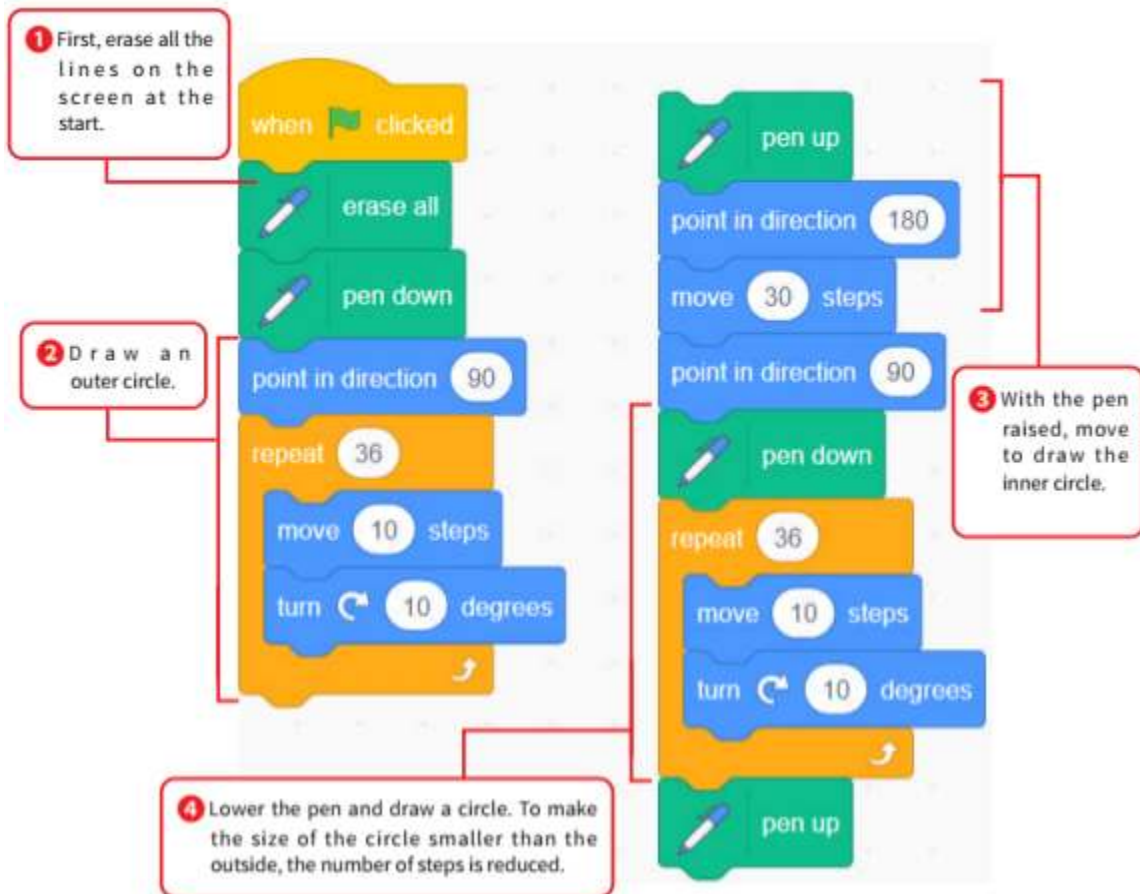 1 First, erase all the
lines on the
screen at the
start.
when clicked
erase all
pen down
2 Draw an
outer circle.
point in direction 90
repeat 36
move 10 steps
turn 10 degrees
pen up
point in direction 180
move 30 steps
point in direction 90
3 With the pen
raised, move
to draw the
inner circle.
pen down
repeat 36
move 10 steps
turn 10 degrees
4 Lower the pen and draw a circle. To make
the size of the circle smaller than the
outside, the number of steps is reduced.
pen up